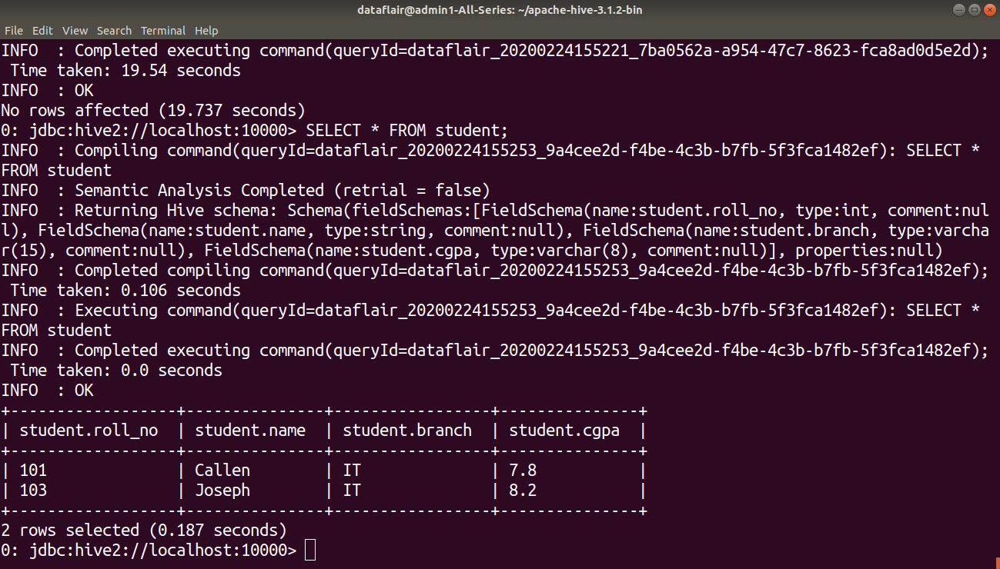 dataflair@admin1-All-Series: ~/apache-hive-3.1.2-bin
File Edit View Search Terminal Help
INFO  : Completed executing command(queryId=dataflair_20200224155221_7ba0562a-a954-47c7-8623-fca8ad0d5e2d);
 Time taken: 19.54 seconds
INFO  : OK
No rows affected (19.737 seconds)
0: jdbc:hive2://localhost:10000> SELECT * FROM student;
INFO  : Compiling command(queryId=dataflair_20200224155253_9a4cee2d-f4be-4c3b-b7fb-5f3fca1482ef): SELECT *
FROM student
INFO  : Semantic Analysis Completed (retrial = false)
INFO  : Returning Hive schema: Schema(fieldSchemas:[FieldSchema(name:student.roll_no, type:int, comment:nul
l), FieldSchema(name:student.name, type:string, comment:null), FieldSchema(name:student.branch, type:varcha
r(15), comment:null), FieldSchema(name:student.cgpa, type:varchar(8), comment:null)], properties:null)
INFO  : Completed compiling command(queryId=dataflair_20200224155253_9a4cee2d-f4be-4c3b-b7fb-5f3fca1482ef);
 Time taken: 0.106 seconds
INFO  : Executing command(queryId=dataflair_20200224155253_9a4cee2d-f4be-4c3b-b7fb-5f3fca1482ef): SELECT *
FROM student
INFO  : Completed executing command(queryId=dataflair_20200224155253_9a4cee2d-f4be-4c3b-b7fb-5f3fca1482ef);
 Time taken: 0.0 seconds
INFO  : OK
+------------------+---------------+-----------------+---------------+
| student.roll_no  | student.name  | student.branch  | student.cgpa  |
+------------------+---------------+-----------------+---------------+
| 101              | Callen        | IT              | 7.8           |
| 103              | Joseph        | IT              | 8.2           |
+------------------+---------------+-----------------+---------------+
2 rows selected (0.187 seconds)
0: jdbc:hive2://localhost:10000>